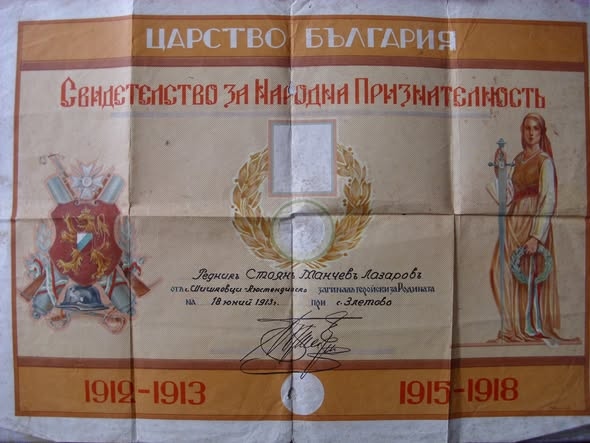 ЦАРСТВО БЪЛГАРИЯ
СВИДЕТЕЛСТВО ЗА НАРОДНА ПРИЗНАТЕЛНОСТЬ
Редникъ Стоянъ Манчевъ Лазаровъ
отъ с. Шишковци-Кюстендилско загиналъ геройски за Родината
на 18 юний 1913 г. при с. Злетово
1912-1913 1915-1918